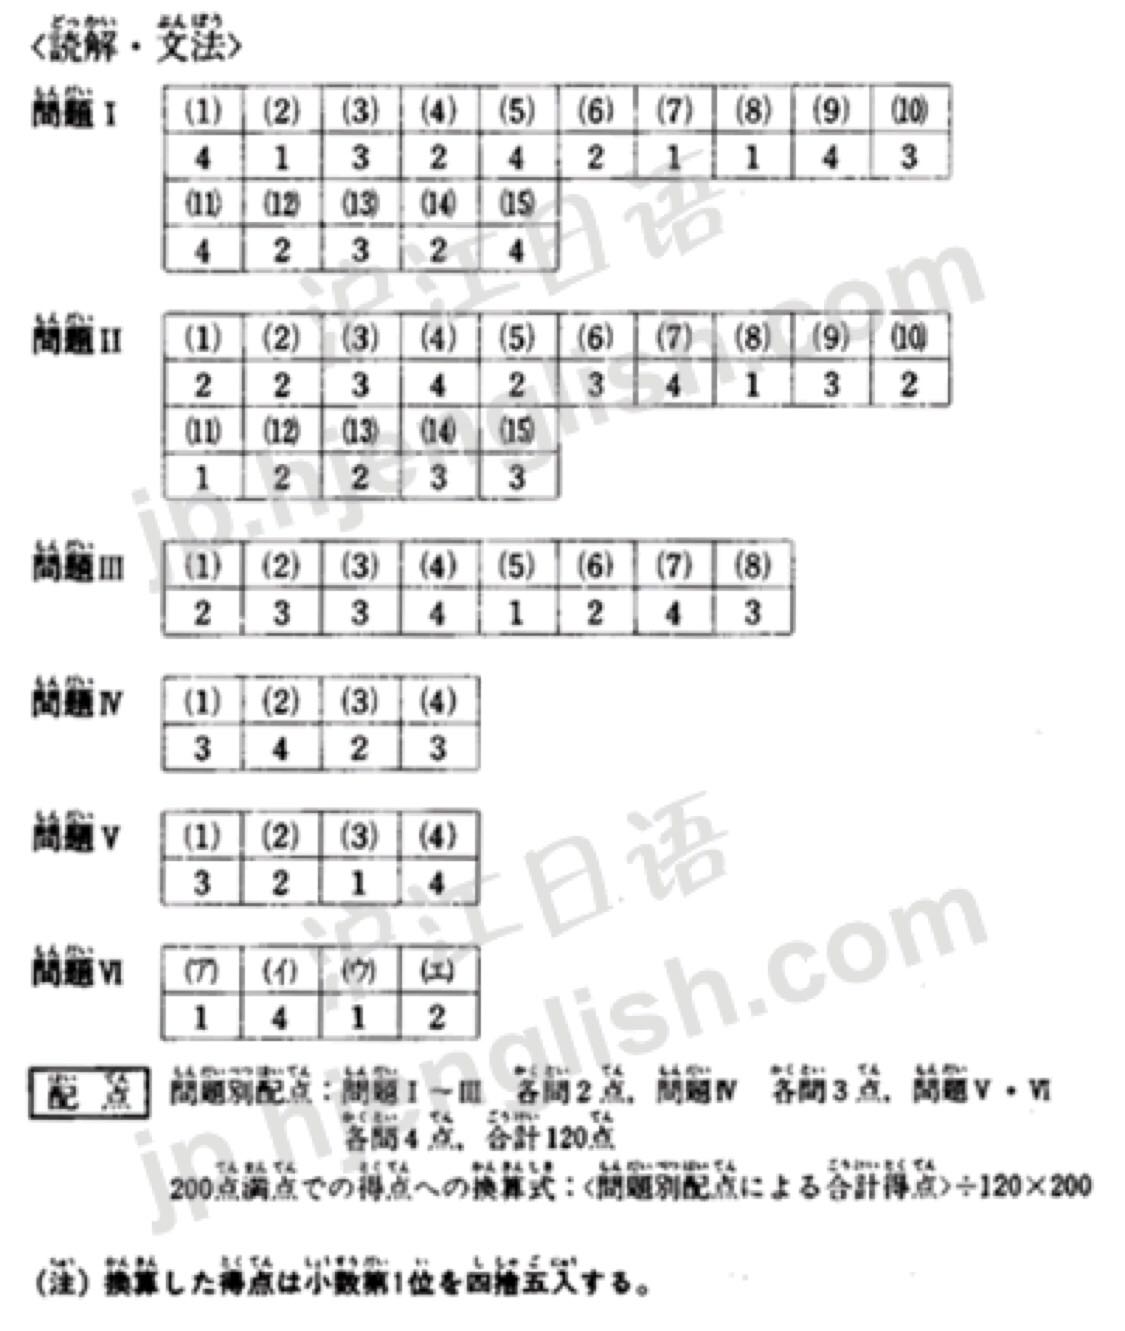 〈読解・文法〉
問題Ⅰ (1) (2) (3) (4) (5) (6) (7) (8) (9) (10)
4 1 3 2 4 2 1 1 4 3
(11) (12) (13) (14) (15)
4 2 3 2 4
問題Ⅱ (1) (2) (3) (4) (5) (6) (7) (8) (9) (10)
2 2 3 4 2 3 4 1 3 2
(11) (12) (13) (14) (15)
1 2 2 3 3
問題Ⅲ (1) (2) (3) (4) (5) (6) (7) (8)
2 3 3 4 1 2 4 3
問題Ⅳ (1) (2) (3) (4)
3 4 2 3
問題Ⅴ (1) (2) (3) (4)
3 2 1 4
問題Ⅵ (ア) (イ) (ウ) (エ)
1 4 1 2
配点 問題別配点：問題Ⅰ～Ⅲ 各問2点，問題Ⅳ 各問3点，問題Ⅴ・Ⅵ
各問4点，合計120点
200点満点での得点への換算式：〈問題別配点による合計得点〉÷120×200
（注）換算した得点は小数第1位を四捨五入する。
沪江日语
jp.hjenglish.com
沪江日语
jp.hjenglish.com